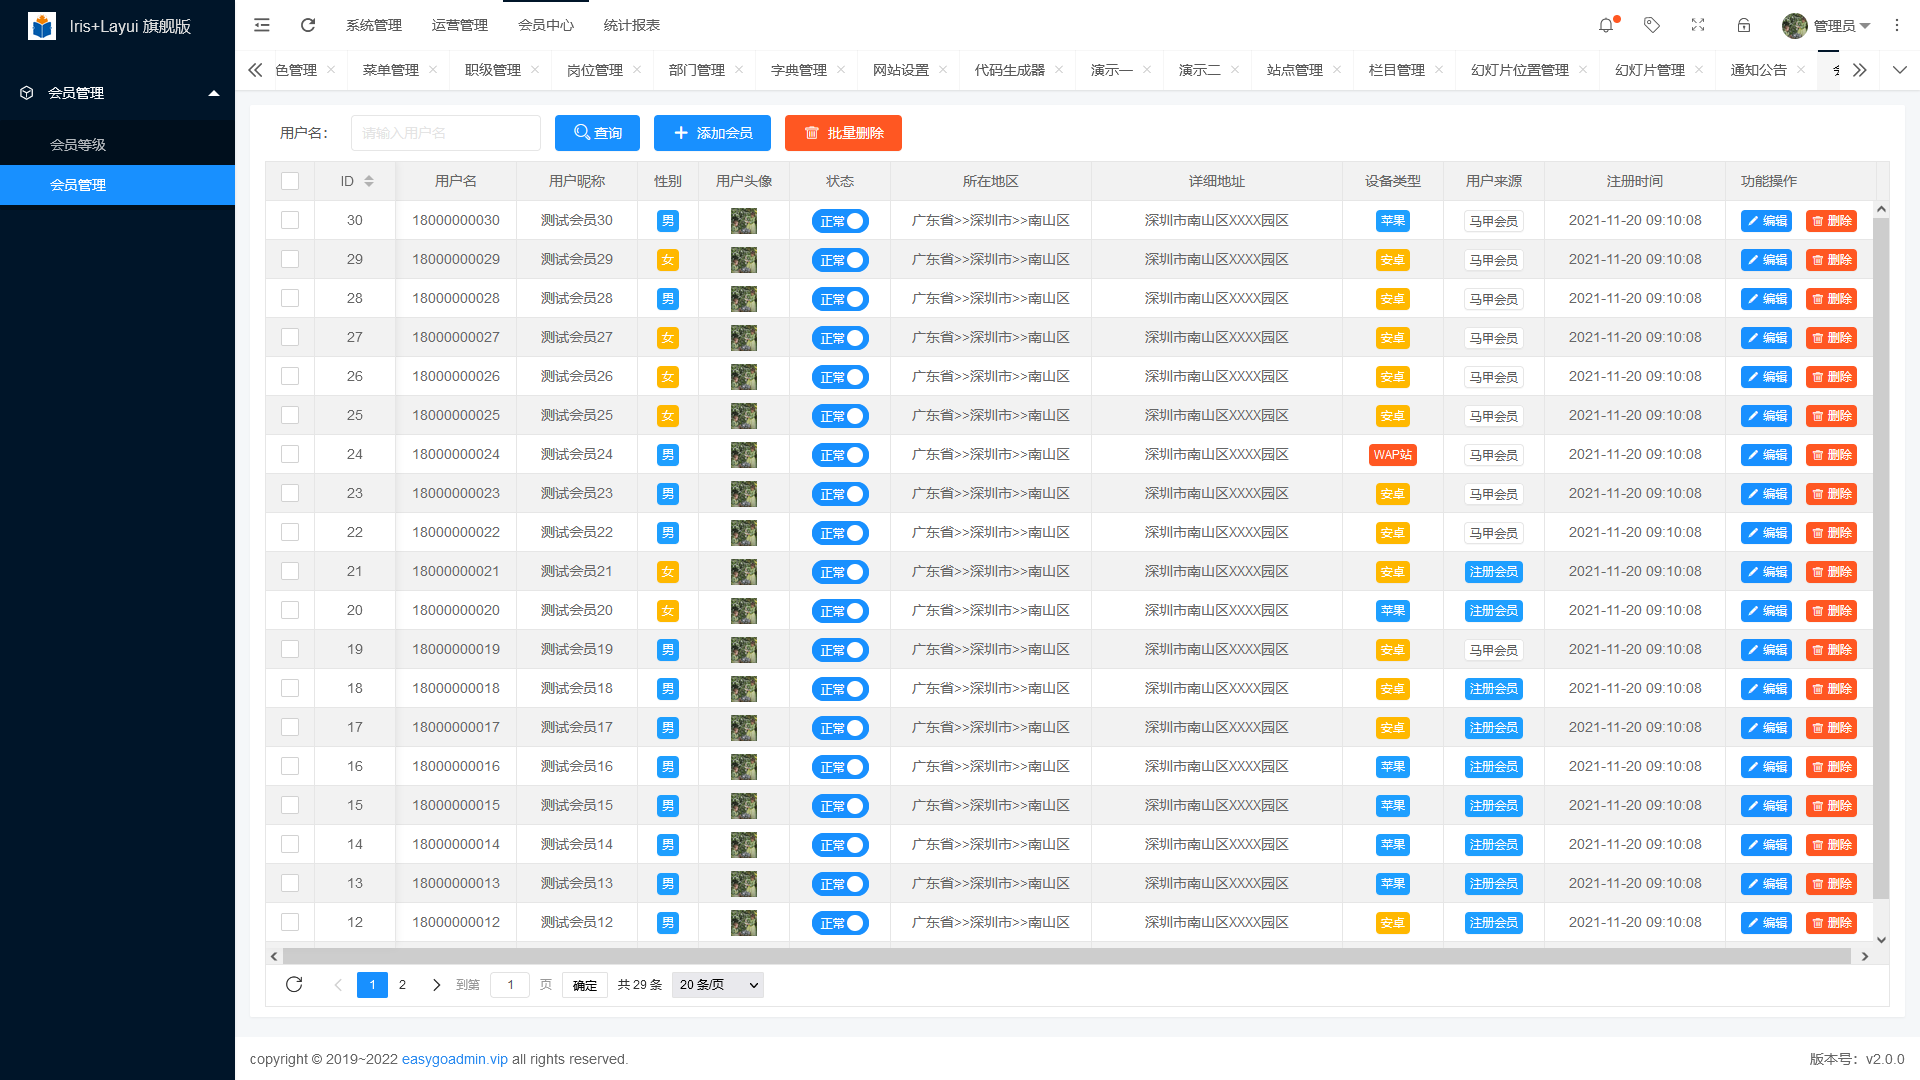 Iris+Layui 旗舰版
系统管理 运营管理 会员中心 统计报表 管理员
色管理 菜单管理 职级管理 岗位管理 部门管理 字典管理 网站设置 代码生成器 演示一 演示二 站点管理 栏目管理 幻灯片位置管理 幻灯片管理 通知公告
会员管理
会员等级
会员管理
用户名： 请输入用户名 查询 添加会员 批量删除
ID 用户名 用户昵称 性别 用户头像 状态 所在地区 详细地址 设备类型 用户来源 注册时间 功能操作
30 18000000030 测试会员30 男 正常 广东省>>深圳市>>南山区 深圳市南山区XXXX园区 苹果 马甲会员 2021-11-20 09:10:08 编辑 删除
29 18000000029 测试会员29 女 正常 广东省>>深圳市>>南山区 深圳市南山区XXXX园区 安卓 马甲会员 2021-11-20 09:10:08 编辑 删除
28 18000000028 测试会员28 男 正常 广东省>>深圳市>>南山区 深圳市南山区XXXX园区 安卓 马甲会员 2021-11-20 09:10:08 编辑 删除
27 18000000027 测试会员27 女 正常 广东省>>深圳市>>南山区 深圳市南山区XXXX园区 安卓 马甲会员 2021-11-20 09:10:08 编辑 删除
26 18000000026 测试会员26 女 正常 广东省>>深圳市>>南山区 深圳市南山区XXXX园区 安卓 马甲会员 2021-11-20 09:10:08 编辑 删除
25 18000000025 测试会员25 女 正常 广东省>>深圳市>>南山区 深圳市南山区XXXX园区 安卓 马甲会员 2021-11-20 09:10:08 编辑 删除
24 18000000024 测试会员24 男 正常 广东省>>深圳市>>南山区 深圳市南山区XXXX园区 WAP站 马甲会员 2021-11-20 09:10:08 编辑 删除
23 18000000023 测试会员23 男 正常 广东省>>深圳市>>南山区 深圳市南山区XXXX园区 安卓 马甲会员 2021-11-20 09:10:08 编辑 删除
22 18000000022 测试会员22 男 正常 广东省>>深圳市>>南山区 深圳市南山区XXXX园区 安卓 马甲会员 2021-11-20 09:10:08 编辑 删除
21 18000000021 测试会员21 女 正常 广东省>>深圳市>>南山区 深圳市南山区XXXX园区 安卓 注册会员 2021-11-20 09:10:08 编辑 删除
20 18000000020 测试会员20 女 正常 广东省>>深圳市>>南山区 深圳市南山区XXXX园区 苹果 注册会员 2021-11-20 09:10:08 编辑 删除
19 18000000019 测试会员19 男 正常 广东省>>深圳市>>南山区 深圳市南山区XXXX园区 安卓 马甲会员 2021-11-20 09:10:08 编辑 删除
18 18000000018 测试会员18 男 正常 广东省>>深圳市>>南山区 深圳市南山区XXXX园区 安卓 注册会员 2021-11-20 09:10:08 编辑 删除
17 18000000017 测试会员17 男 正常 广东省>>深圳市>>南山区 深圳市南山区XXXX园区 安卓 注册会员 2021-11-20 09:10:08 编辑 删除
16 18000000016 测试会员16 男 正常 广东省>>深圳市>>南山区 深圳市南山区XXXX园区 苹果 注册会员 2021-11-20 09:10:08 编辑 删除
15 18000000015 测试会员15 男 正常 广东省>>深圳市>>南山区 深圳市南山区XXXX园区 苹果 注册会员 2021-11-20 09:10:08 编辑 删除
14 18000000014 测试会员14 男 正常 广东省>>深圳市>>南山区 深圳市南山区XXXX园区 苹果 注册会员 2021-11-20 09:10:08 编辑 删除
13 18000000013 测试会员13 男 正常 广东省>>深圳市>>南山区 深圳市南山区XXXX园区 苹果 注册会员 2021-11-20 09:10:08 编辑 删除
12 18000000012 测试会员12 男 正常 广东省>>深圳市>>南山区 深圳市南山区XXXX园区 安卓 注册会员 2021-11-20 09:10:08 编辑 删除
1 2 到第 1 页 确定 共 29 条 20 条/页
copyright © 2019~2022 easygoadmin.vip all rights reserved. 版本号：v2.0.0